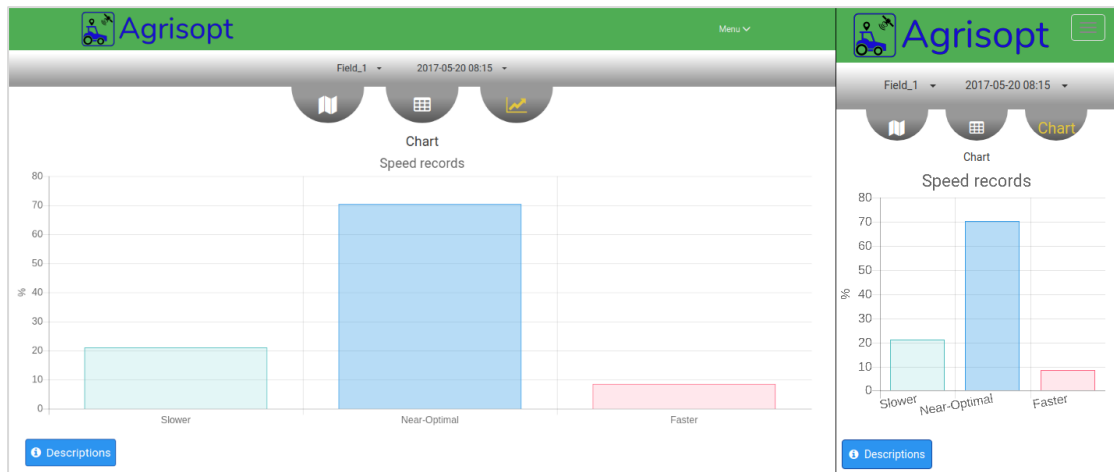 Agrisopt
Menu
Field_1 2017-05-20 08:15
Chart
Speed records
80
70
60
50
40
30
20
10
0
%
Slower Near-Optimal Faster
Descriptions
Agrisopt
Field_1 2017-05-20 08:15
Chart
Chart
Speed records
80
70
60
50
40
30
20
10
0
%
Slower Near-Optimal Faster
Descriptions